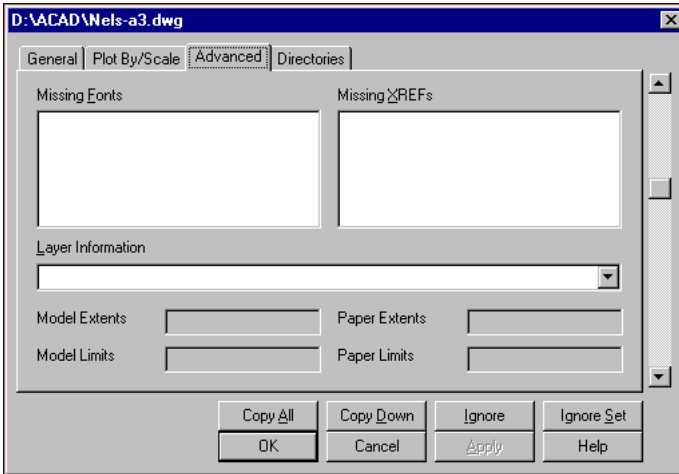 D:\ACAD\Nels-a3.dwg
General Plot By/Scale Advanced Directories
Missing Fonts Missing XREFs
Layer Information
Model Extents Paper Extents
Model Limits Paper Limits
Copy All Copy Down Ignore Ignore Set
OK Cancel Apply Help